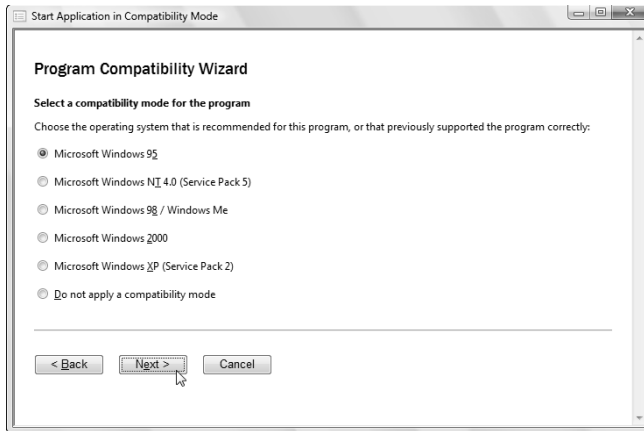 Start Application in Compatibility Mode
Program Compatibility Wizard
Select a compatibility mode for the program
Choose the operating system that is recommended for this program, or that previously supported the program correctly:
Microsoft Windows 95
Microsoft Windows NT 4.0 (Service Pack 5)
Microsoft Windows 98 / Windows Me
Microsoft Windows 2000
Microsoft Windows XP (Service Pack 2)
Do not apply a compatibility mode
< Back Next > Cancel